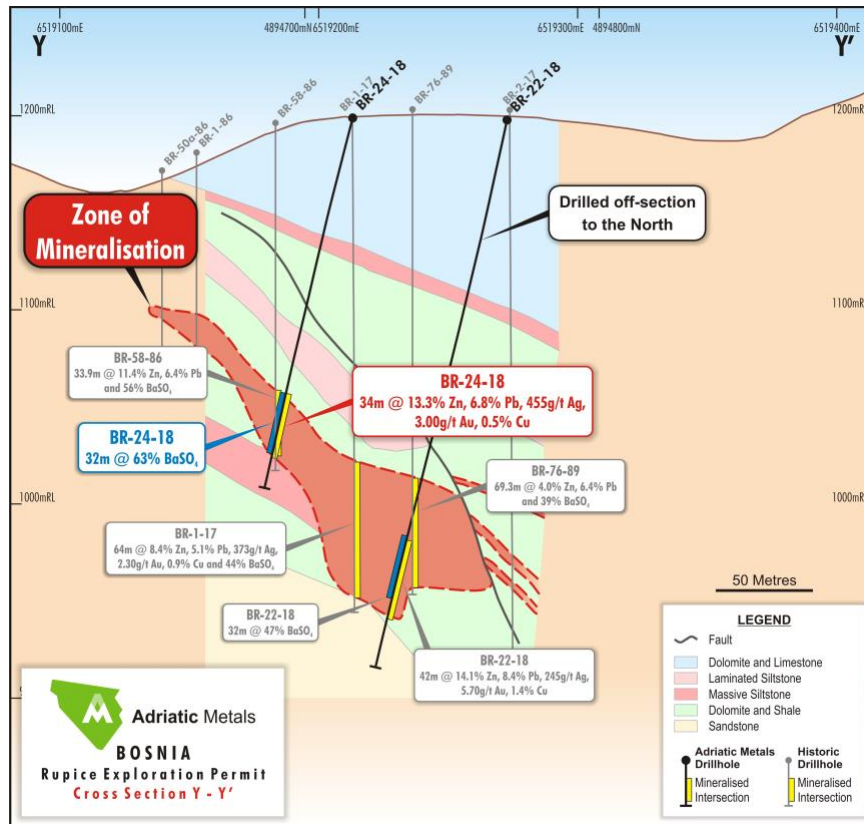 6519100mE
4894700mN 6519200mE
6519300mE
4894800mN
6519400mE
Y
Y'
BR-50a-86
BR-1-86
BR-58-86
BR-1-17
BR-24-18
BR-76-89
BR-2-17
BR-22-18
1200mRL
1200mRL
Zone of
Mineralisation
Drilled off-section
to the North
1100mRL
BR-58-86
33.9m @ 11.4% Zn, 6.4% Pb
and 56% BaSO₄
BR-24-18
34m @ 13.3% Zn, 6.8% Pb, 455g/t Ag,
3.00g/t Au, 0.5% Cu
BR-24-18
32m @ 63% BaSO₄
BR-76-89
69.3m @ 4.0% Zn, 6.4% Pb
and 39% BaSO₄
1000mRL
BR-1-17
64m @ 8.4% Zn, 5.1% Pb, 373g/t Ag,
2.30g/t Au, 0.9% Cu and 44% BaSO₄
BR-22-18
32m @ 47% BaSO₄
BR-22-18
42m @ 14.1% Zn, 8.4% Pb, 245g/t Ag,
5.70g/t Au, 1.4% Cu
50 Metres
LEGEND
Fault
Dolomite and Limestone
Laminated Siltstone
Massive Siltstone
Dolomite and Shale
Sandstone
Adriatic Metals
Drillhole
Mineralised
Intersection
Historic
Drillhole
Mineralised
Intersection
Adriatic Metals
BOSNIA
Rupice Exploration Permit
Cross Section Y - Y'